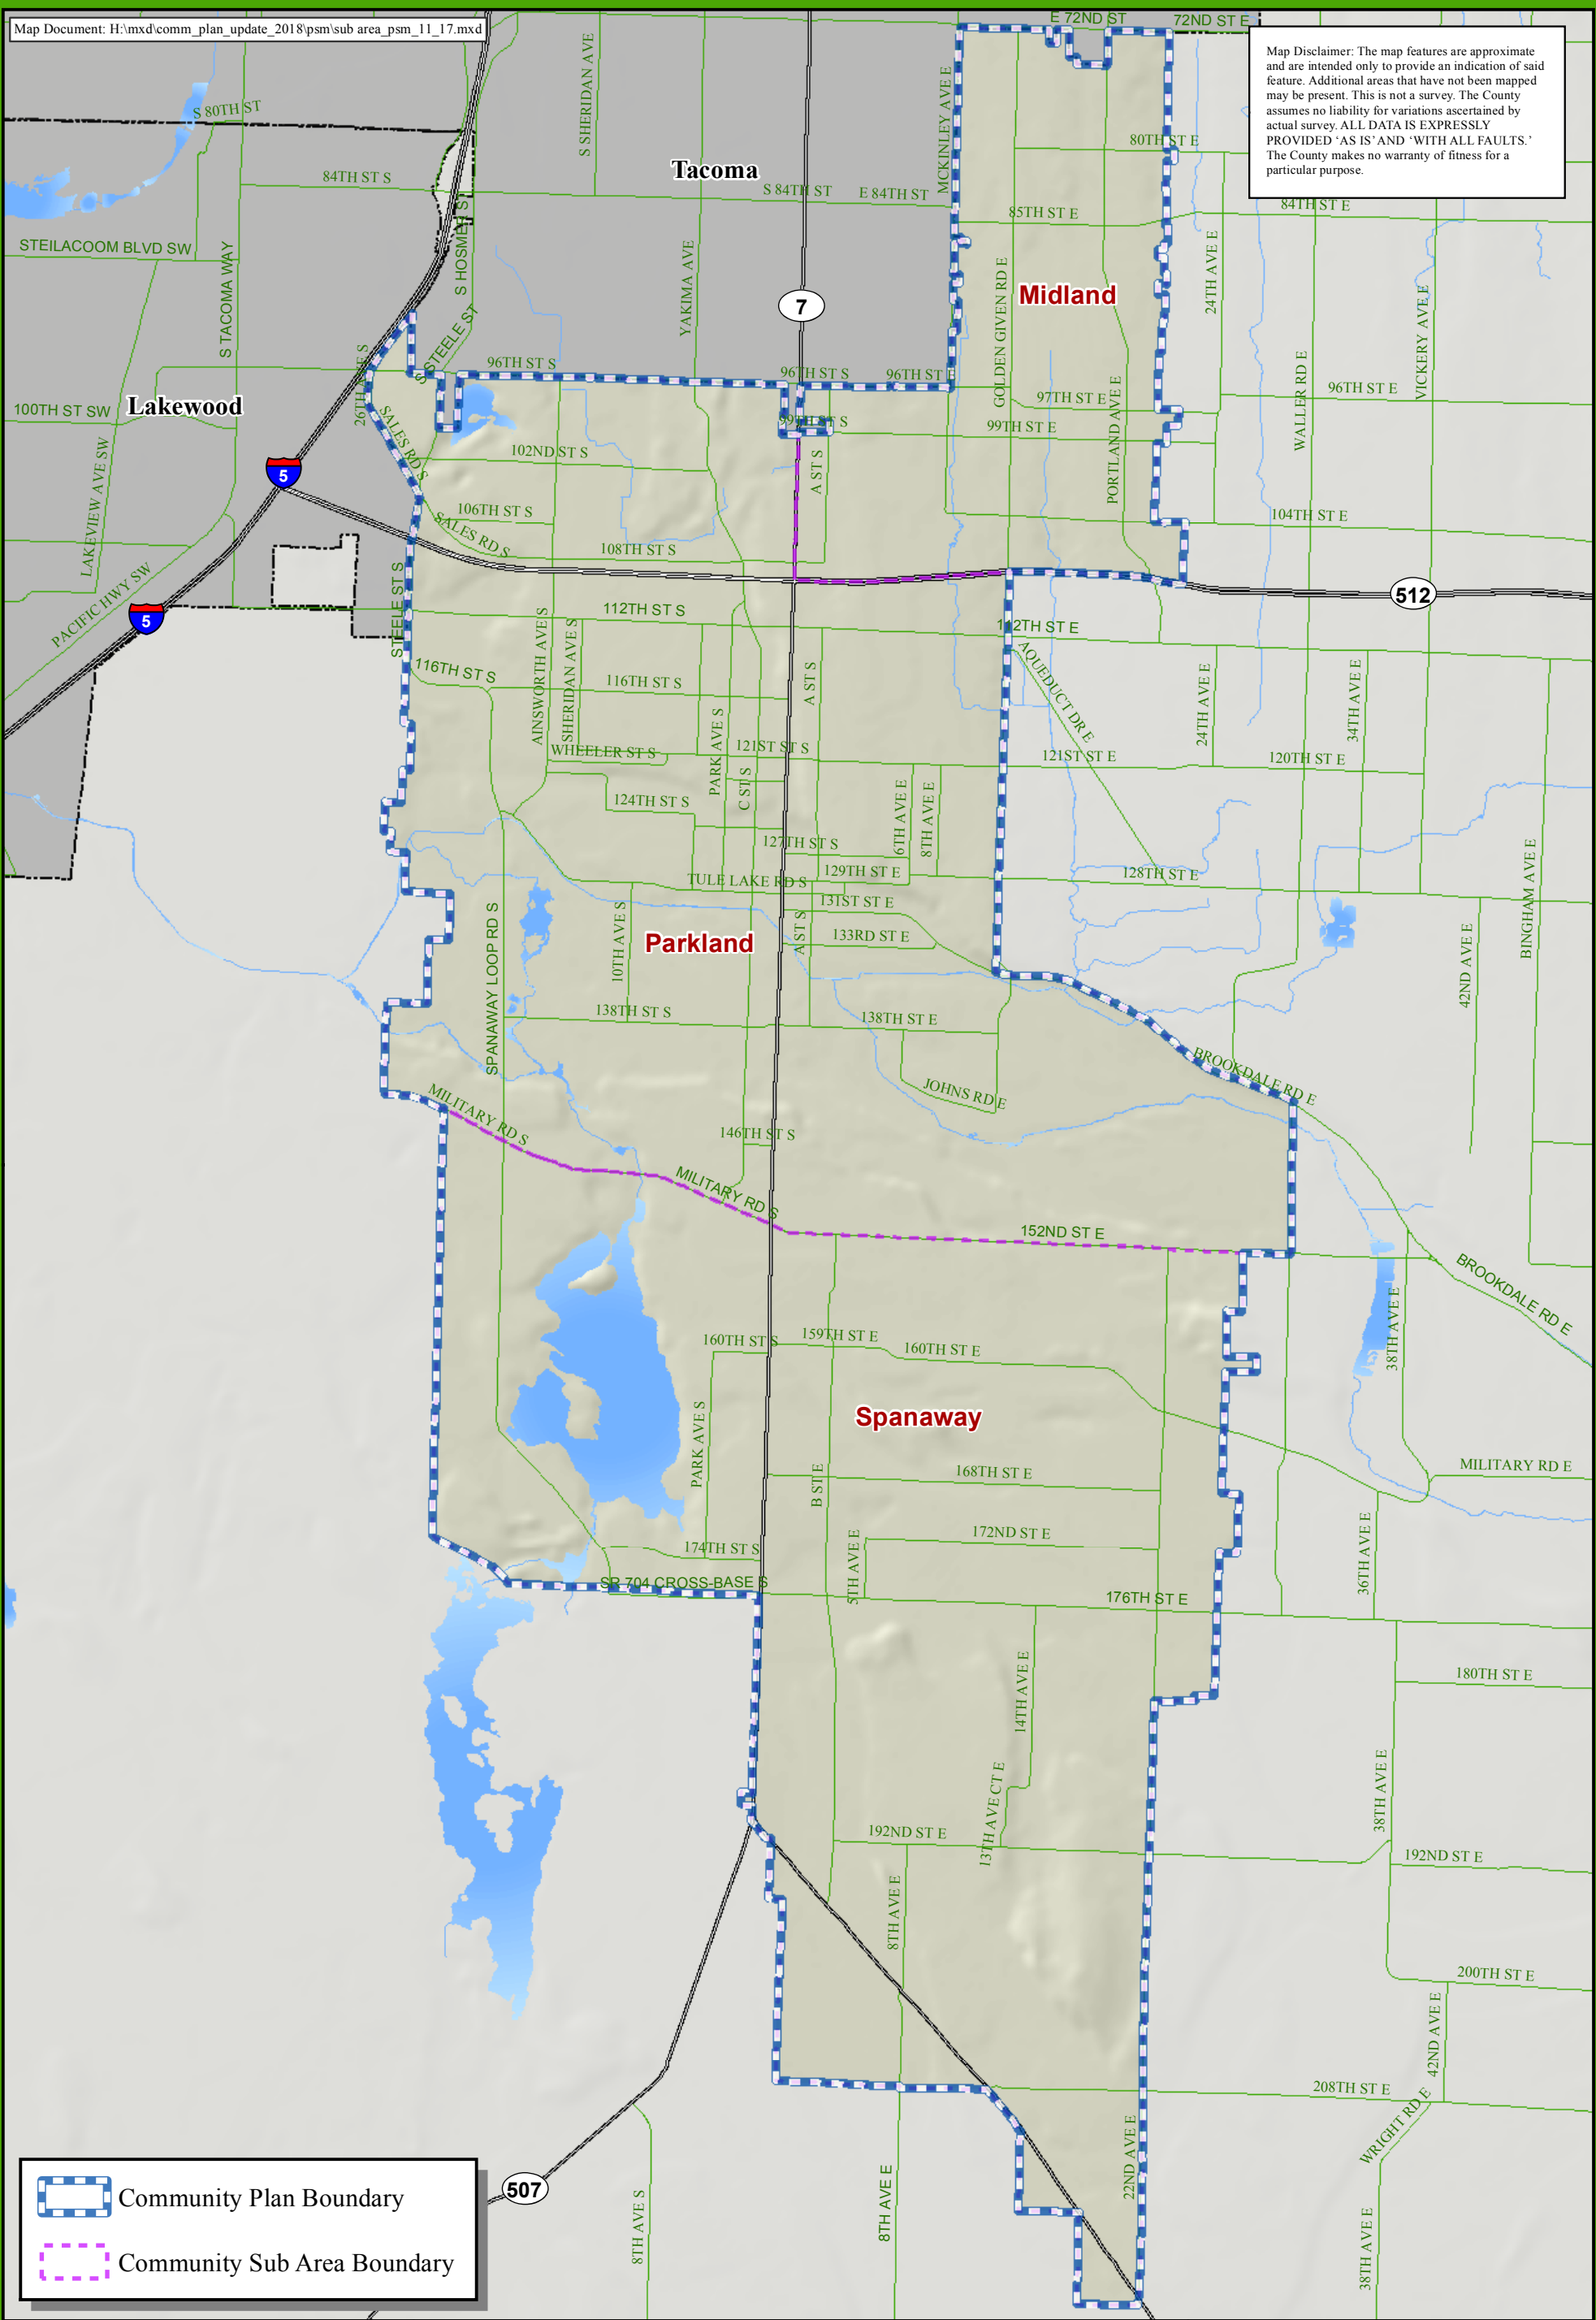 Map Document: H:\mxd\comm_plan_update_2018\psm\sub area_psm_11_17.mxd
E 72ND ST
72ND ST E
Map Disclaimer: The map features are approximate
and are intended only to provide an indication of said
feature. Additional areas that have not been mapped
may be present. This is not a survey. The County
assumes no liability for variations ascertained by
actual survey. ALL DATA IS EXPRESSLY
PROVIDED ‘AS IS’ AND ‘WITH ALL FAULTS.’
The County makes no warranty of fitness for a
particular purpose.
S 80TH ST
S SHERIDAN AVE
MCKINLEY AVE E
80TH ST E
Tacoma
84TH ST S
S 84TH ST
E 84TH ST
85TH ST E
84TH ST E
STEILACOOM BLVD SW
S TACOMA WAY
S HOSMER ST
YAKIMA AVE
GOLDEN GIVEN RD E
Midland
24TH AVE E
VICKERY AVE E
7
S STEELE ST
26TH AVE S
96TH ST S
96TH ST S
96TH ST E
PORTLAND AVE E
WALLER RD E
96TH ST E
97TH ST E
Lakewood
100TH ST SW
SALES RD S
99TH ST S
99TH ST E
LAKEVIEW AVE SW
5
102ND ST S
A ST S
106TH ST S
SALES RD S
108TH ST S
104TH ST E
PACIFIC HWY SW
5
STEELE ST S
112TH ST S
112TH ST E
512
AINSWORTH AVE S
SHERIDAN AVE S
116TH ST S
116TH ST S
A ST S
AQUEDUCT DR E
24TH AVE E
34TH AVE E
PARK AVE S
WHEELER ST S
121ST ST S
121ST ST E
120TH ST E
C ST S
124TH ST S
6TH AVE E
8TH AVE E
127TH ST S
TULE LAKE RD S
129TH ST E
128TH ST E
BINGHAM AVE E
SPANAWAY LOOP RD S
10TH AVE S
131ST ST E
Parkland
A ST S
133RD ST E
42ND AVE E
138TH ST S
138TH ST E
MILITARY RD S
JOHNS RD E
BROOKDALE RD E
146TH ST S
MILITARY RD S
152ND ST E
BROOKDALE RD E
38TH AVE E
160TH ST S
159TH ST E
160TH ST E
Spanaway
PARK AVE S
B ST E
168TH ST E
MILITARY RD E
172ND ST E
36TH AVE E
174TH ST S
5TH AVE E
SR 704 CROSS-BASE S
176TH ST E
14TH AVE E
180TH ST E
13TH AVE CT E
38TH AVE E
192ND ST E
192ND ST E
8TH AVE E
200TH ST E
42ND AVE E
208TH ST E
WRIGHT RD E
22ND AVE E
507
8TH AVE S
8TH AVE E
38TH AVE E
Community Plan Boundary
Community Sub Area Boundary